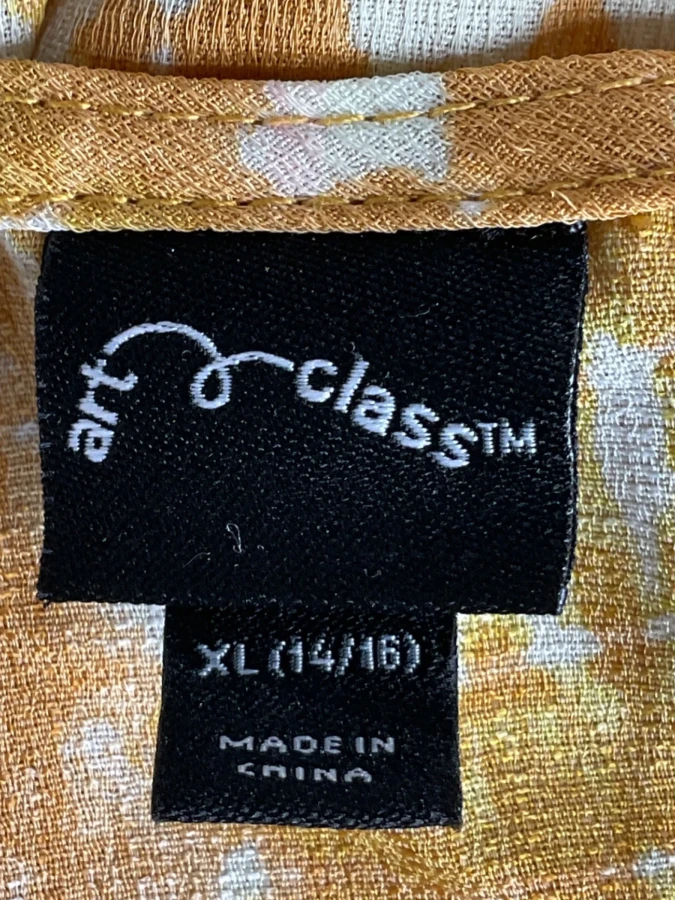 art class™
XL (14/16)
MADE IN
CHINA